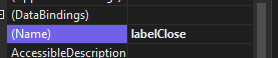 (DataBindings)
(Name) labelClose
AccessibleDescription